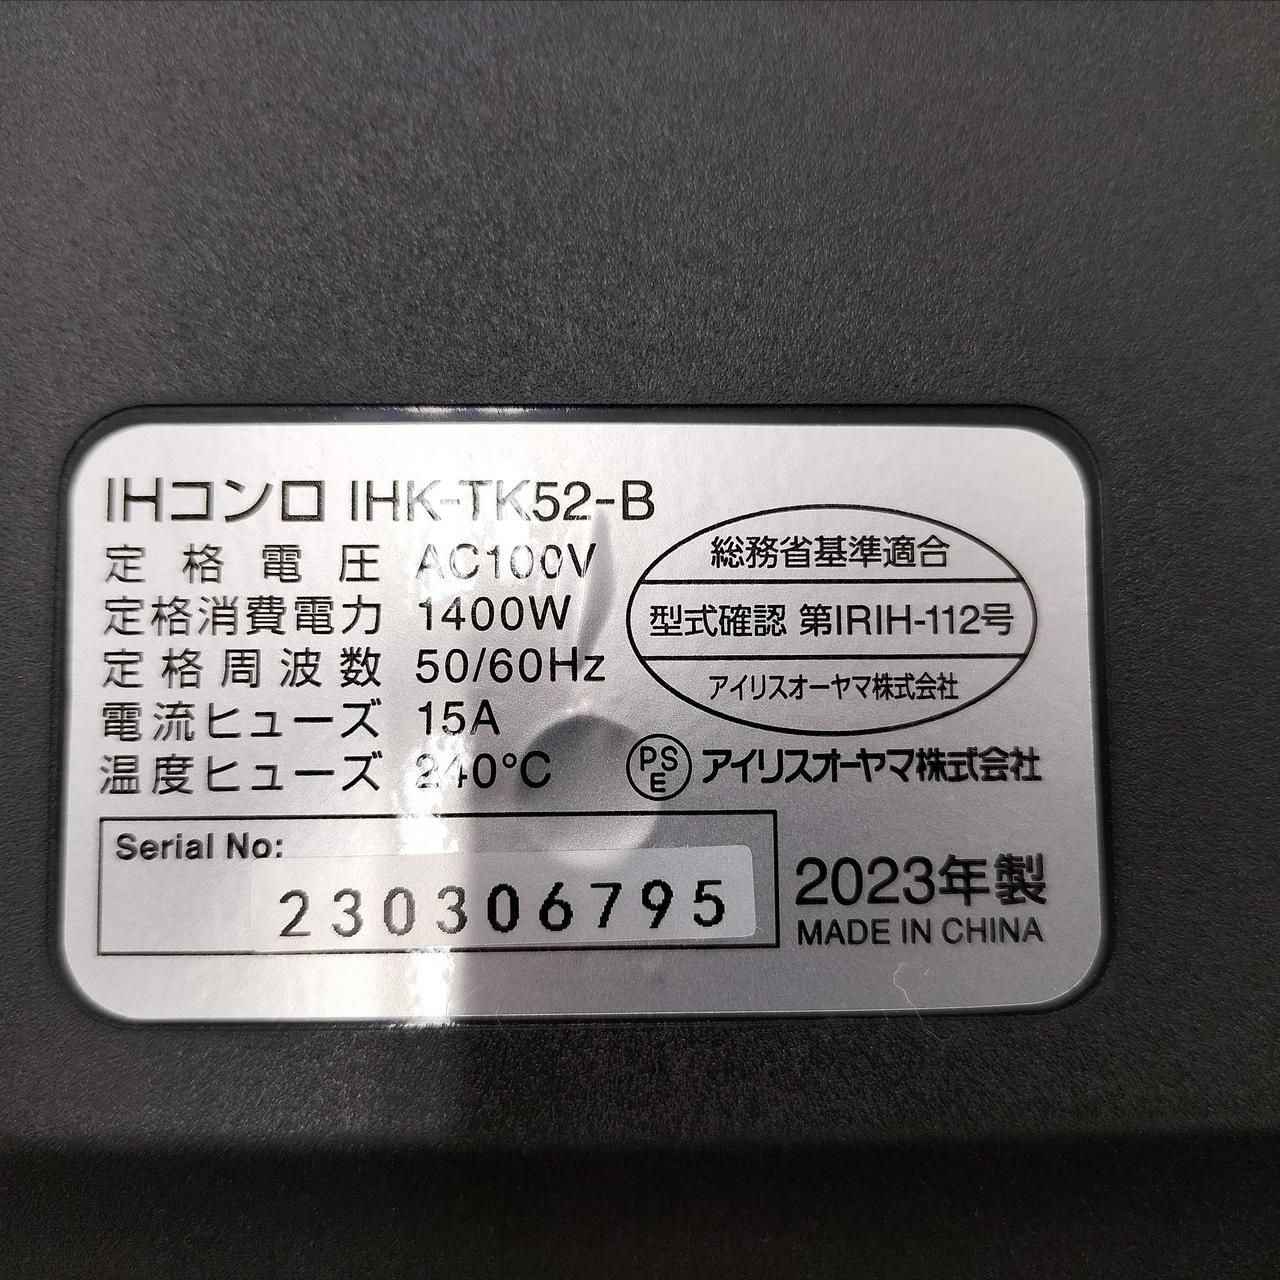 IHコンロ IHK-TK52-B
定格電圧 AC100V
定格消費電力 1400W
定格周波数 50/60Hz
電流ヒューズ 15A
温度ヒューズ 240℃
総務省基準適合
型式確認 第IRIH-112号
アイリスオーヤマ株式会社
PSE アイリスオーヤマ株式会社
Serial No:
230306795
2023年製
MADE IN CHINA